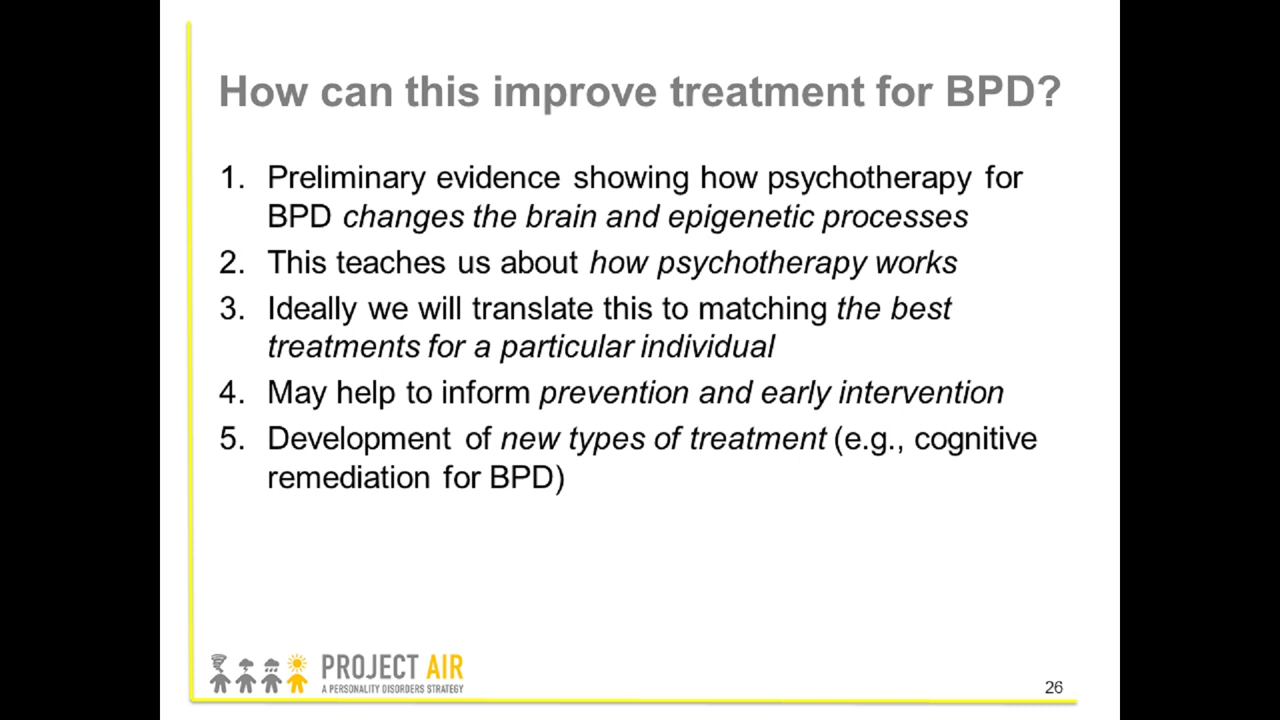 How can this improve treatment for BPD?
1. Preliminary evidence showing how psychotherapy for
BPD changes the brain and epigenetic processes
2. This teaches us about how psychotherapy works
3. Ideally we will translate this to matching the best
treatments for a particular individual
4. May help to inform prevention and early intervention
5. Development of new types of treatment (e.g., cognitive
remediation for BPD)
PROJECT AIR
A PERSONALITY DISORDERS STRATEGY
26